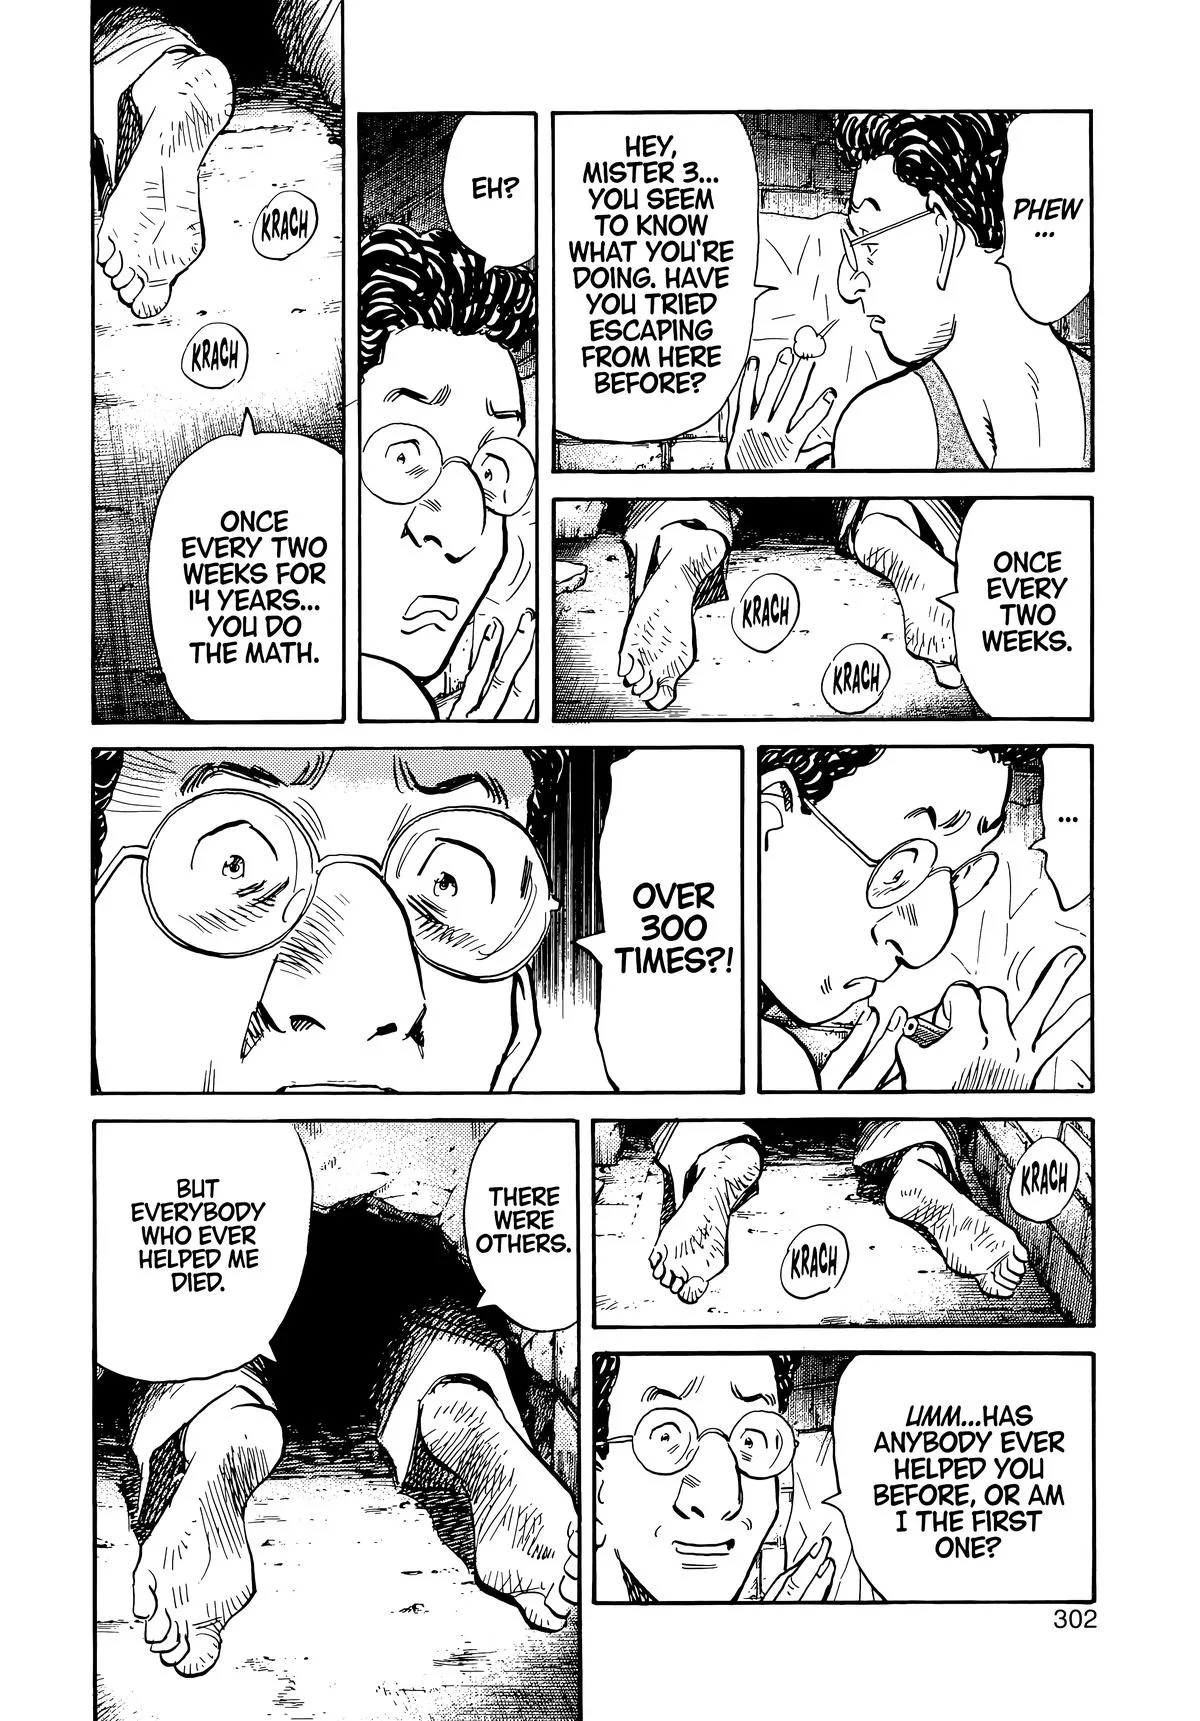 PHEW
...
HEY,
MISTER 3...
YOU SEEM
TO KNOW
WHAT YOU'RE
DOING. HAVE
YOU TRIED
ESCAPING
FROM HERE
BEFORE?
ONCE
EVERY
TWO
WEEKS.
KRACH
KRACH
EH?
KRACH
KRACH
ONCE
EVERY TWO
WEEKS FOR
14 YEARS...
YOU DO
THE MATH.
...
OVER
300
TIMES?!
KRACH
KRACH
UMM...HAS
ANYBODY EVER
HELPED YOU
BEFORE, OR AM
I THE FIRST
ONE?
THERE
WERE
OTHERS.
BUT
EVERYBODY
WHO EVER
HELPED ME
DIED.
302